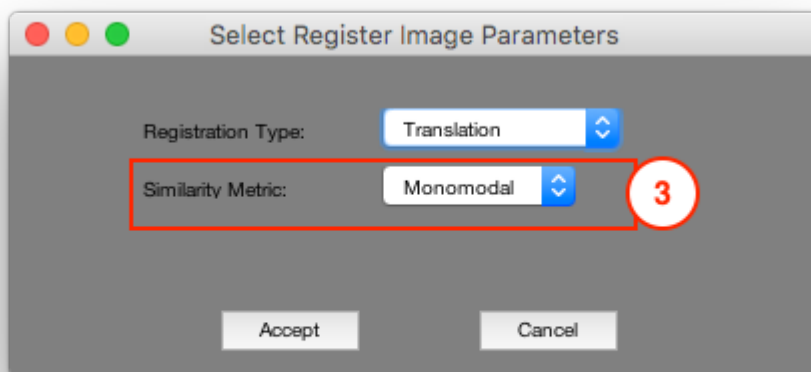 Select Register Image Parameters
Registration Type: Translation
Similarity Metric: Monomodal 3
Accept Cancel